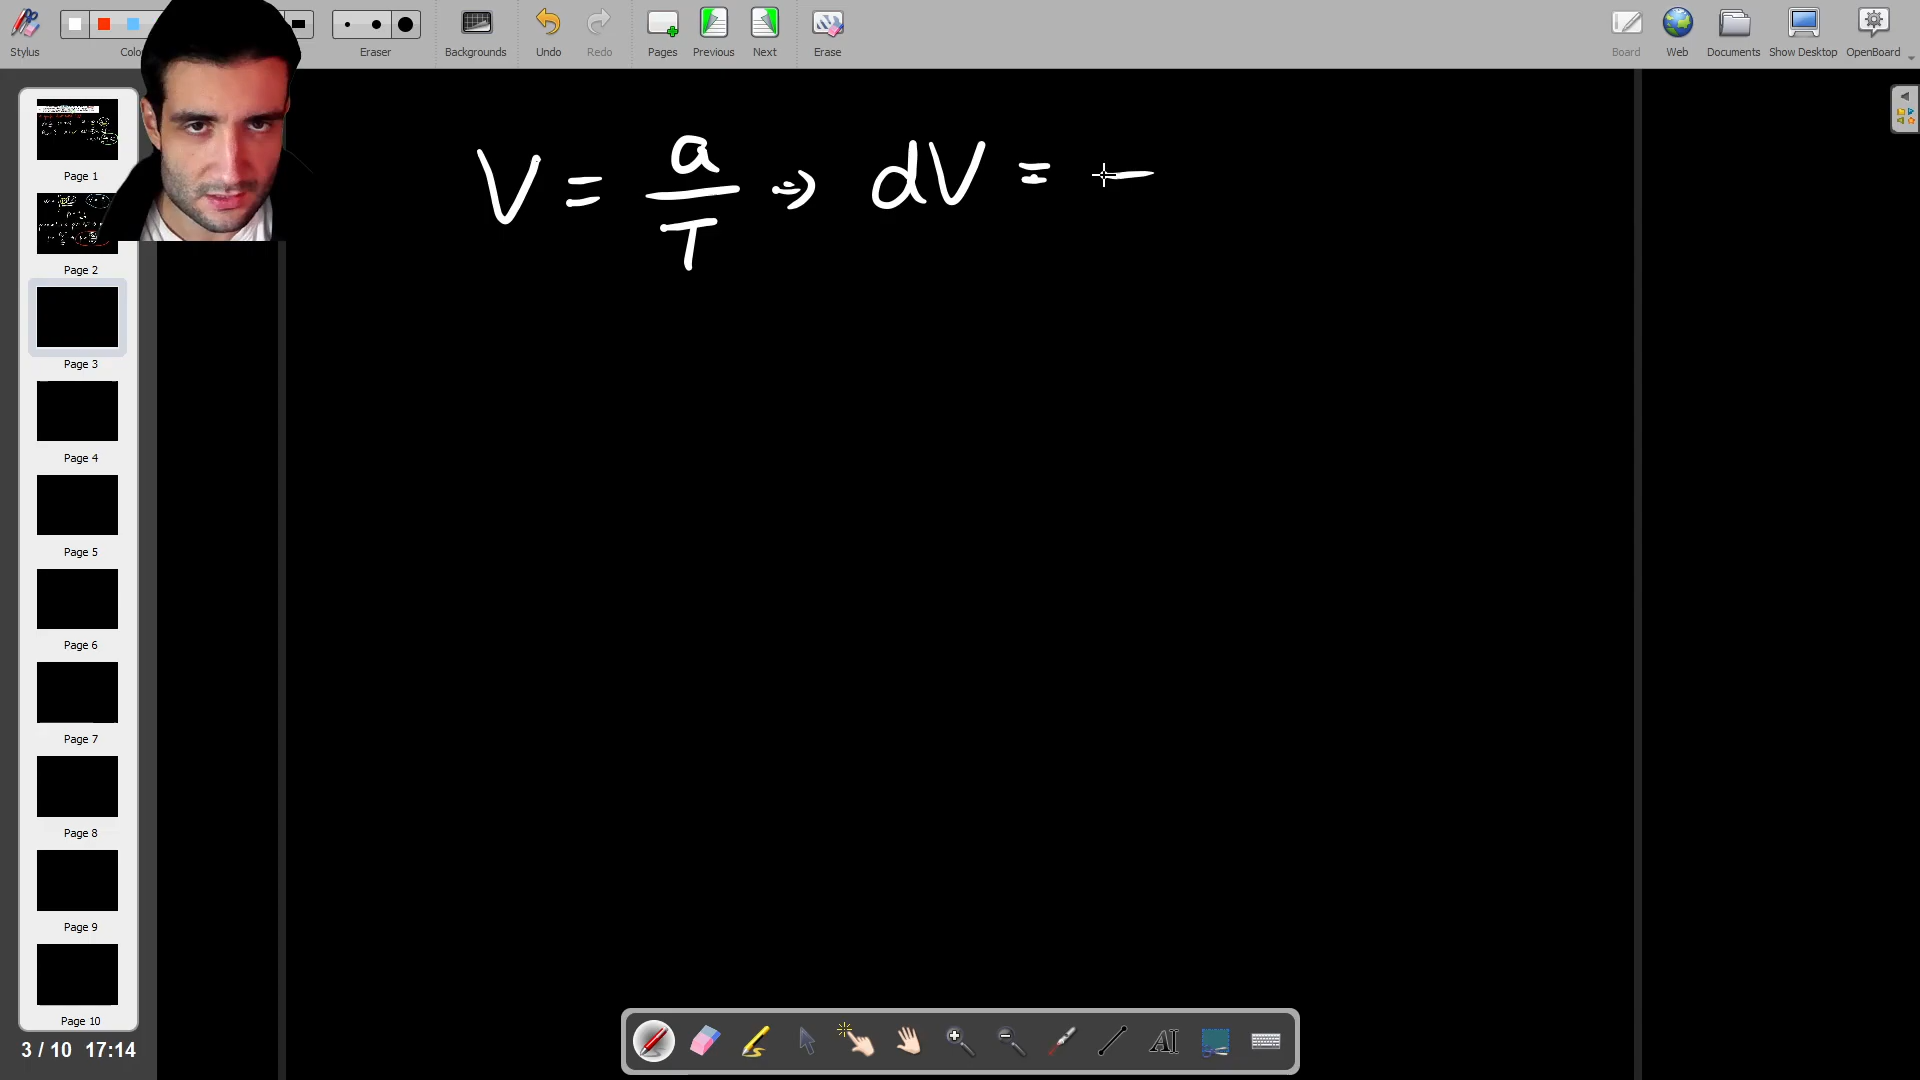 Stylus
Eraser
Backgrounds
Undo
Redo
Pages
Previous
Next
Erase
Board
Web
Documents
Show Desktop
OpenBoard
V = a/T → dV = −
Page 1
Page 2
Page 3
Page 4
Page 5
Page 6
Page 7
Page 8
Page 9
Page 10
3 / 10 17:14
AI